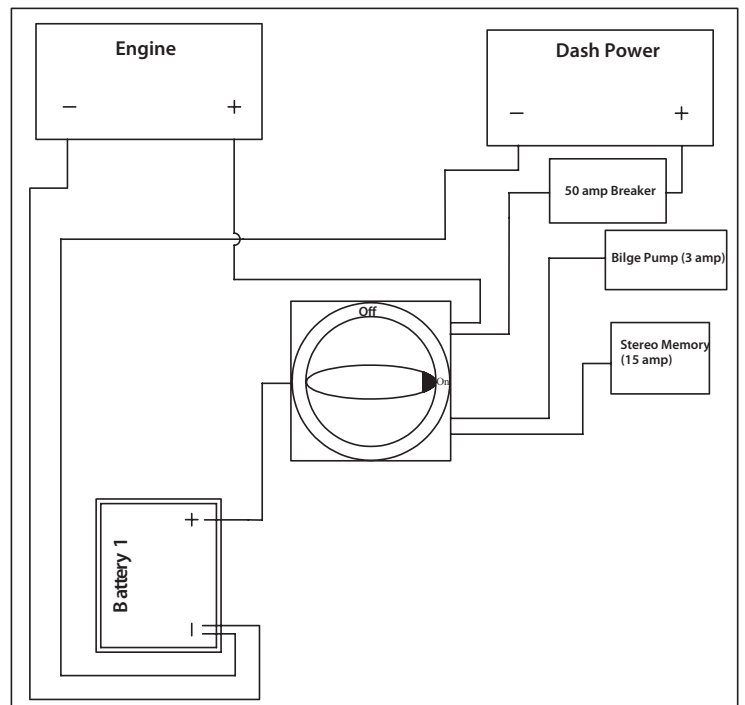 Engine
Dash Power
− +
− +
50 amp Breaker
Bilge Pump (3 amp)
Off
Stereo Memory
(15 amp)
On
+
Battery 1
−